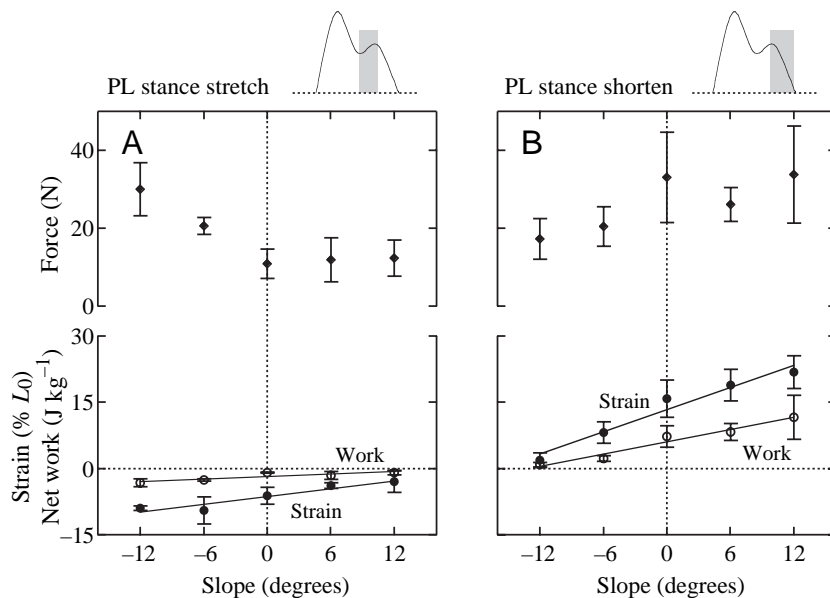 PL stance stretch
PL stance shorten
A
B
Force (N)
40
20
0
Strain (% L0)
Net work (J kg−1)
30
15
0
−15
Work
Strain
Strain
Work
−12 −6 0 6 12
−12 −6 0 6 12
Slope (degrees)
Slope (degrees)